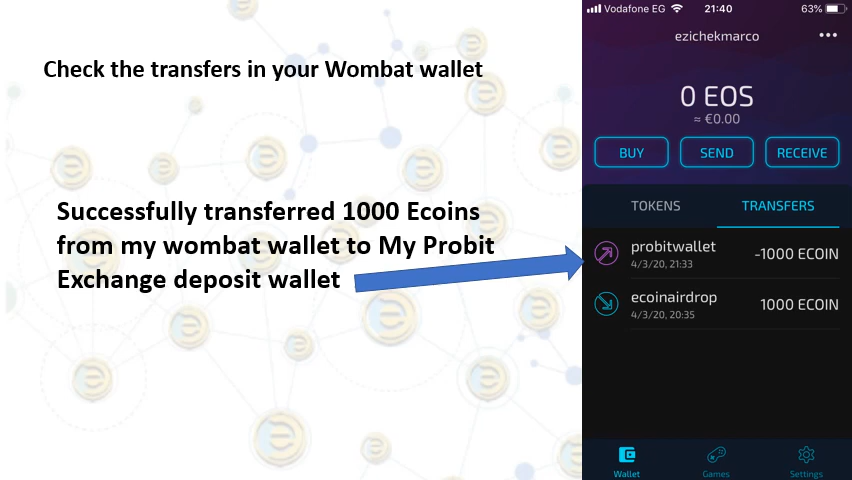 Check the transfers in your Wombat wallet
Successfully transferred 1000 Ecoins
from my wombat wallet to My Probit
Exchange deposit wallet
Vodafone EG 21:40 63%
ezichekmarco
0 EOS
≈ €0.00
BUY SEND RECEIVE
TOKENS TRANSFERS
probitwallet
-1000 ECOIN
4/3/20, 21:33
ecoinairdrop
1000 ECOIN
4/3/20, 20:35
Wallet Games Settings